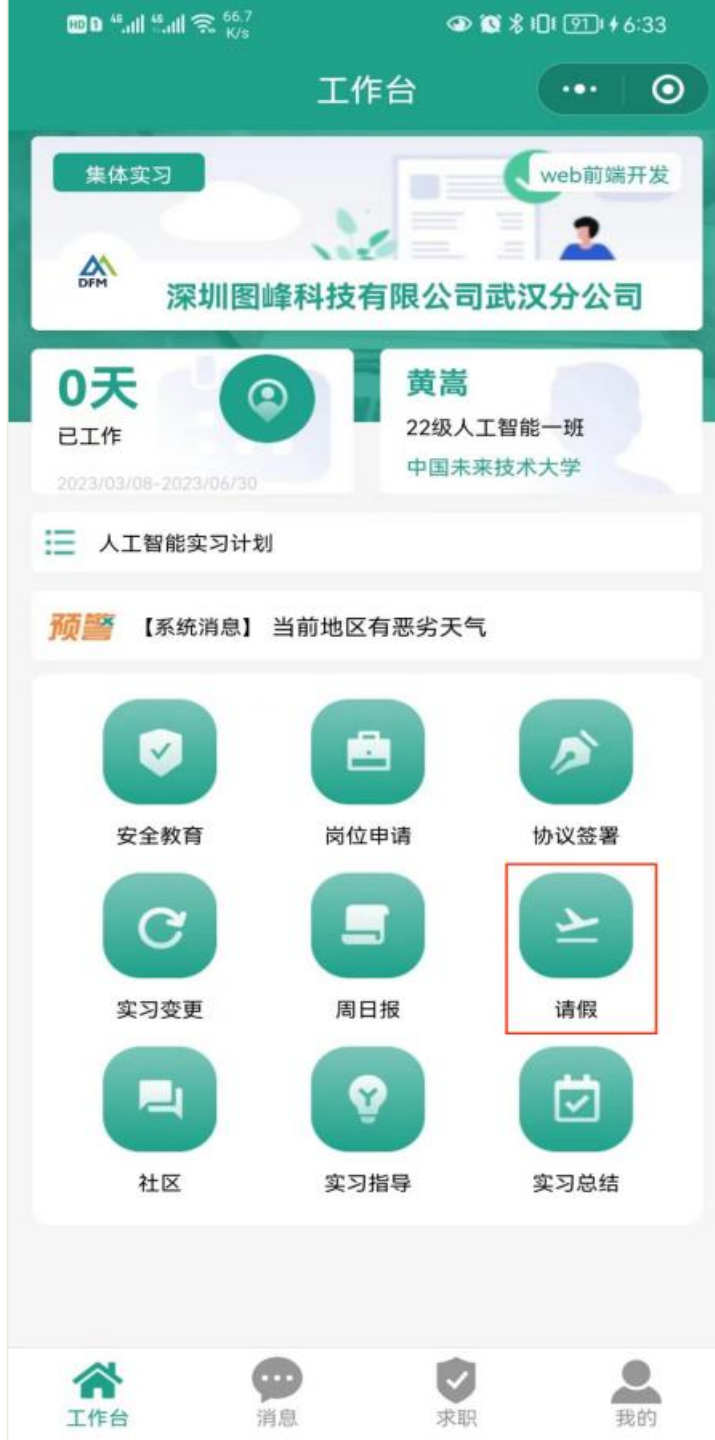 HD D 46 46 66.7 K/s 91 6:33
工作台
集体实习
web前端开发
DFM
深圳图峰科技有限公司武汉分公司
0天
已工作
2023/03/08-2023/06/30
黄嵩
22级人工智能一班
中国未来技术大学
人工智能实习计划
预警 【系统消息】 当前地区有恶劣天气
安全教育 岗位申请 协议签署
实习变更 周日报 请假
社区 实习指导 实习总结
工作台 消息 求职 我的